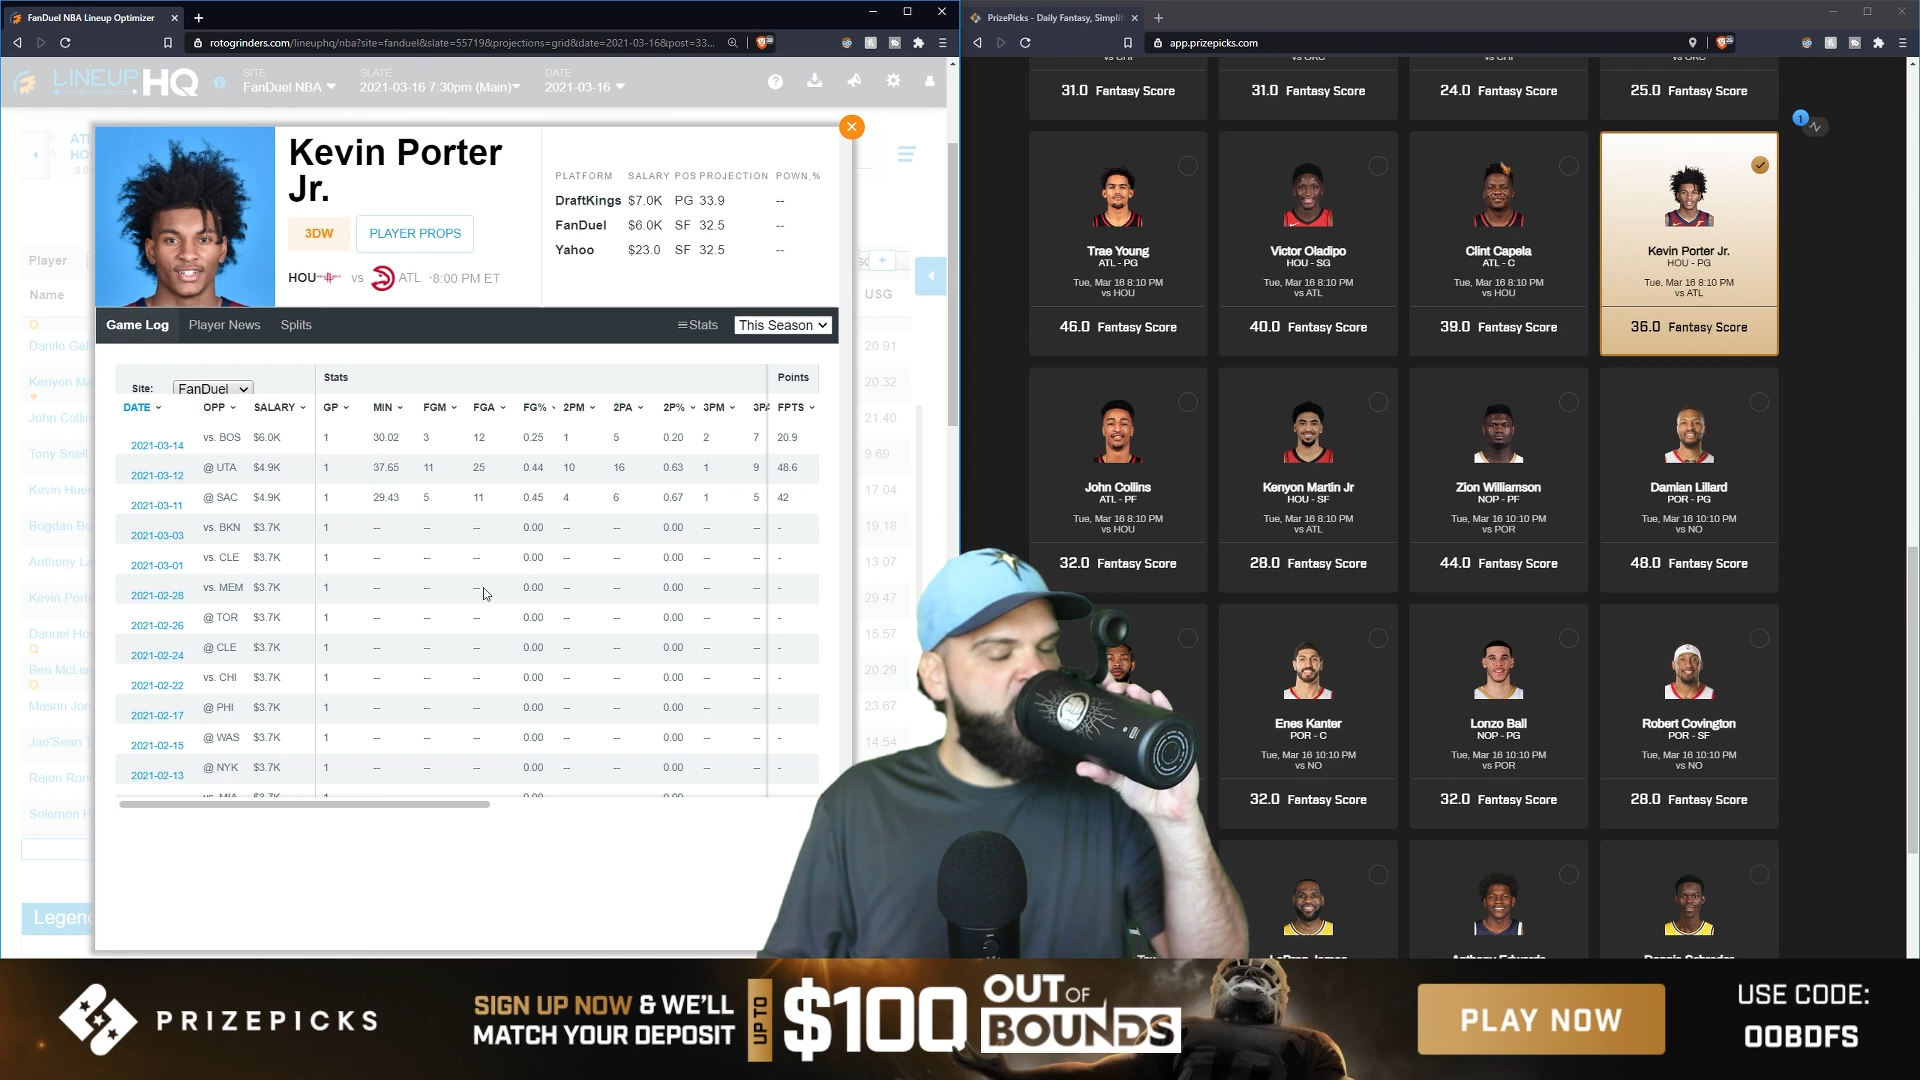 FanDuel NBA Lineup Optimizer
rotogrinders.com/lineuphq/nba?site=fanduel&slate=55719&projections=grid&date=2021-03-16&post=33...
LINEUPHQ
SITE
FanDuel NBA
SLATE
2021-03-16 7:30pm (Main)
DATE
2021-03-16
Kevin Porter
Jr.
3DW
PLAYER PROPS
HOU vs ATL ·8:00 PM ET
PLATFORM SALARY POS PROJECTION POWN,%
DraftKings $7.0K PG 33.9 --
FanDuel $6.0K SF 32.5 --
Yahoo $23.0 SF 32.5 --
Game Log Player News Splits Stats This Season
Site: FanDuel Stats Points
DATE OPP SALARY GP MIN FGM FGA FG% 2PM 2PA 2P% 3PM 3PA FPTS
2021-03-14 vs. BOS $6.0K 1 30.02 3 12 0.25 1 5 0.20 2 7 20.9
2021-03-12 @ UTA $4.9K 1 37.65 11 25 0.44 10 16 0.63 1 9 48.6
2021-03-11 @ SAC $4.9K 1 29.43 5 11 0.45 4 6 0.67 1 5 42
2021-03-03 vs. BKN $3.7K 1 -- -- -- 0.00 -- -- 0.00 -- -- -
2021-03-01 vs. CLE $3.7K 1 -- -- -- 0.00 -- -- 0.00 -- -- -
2021-02-28 vs. MEM $3.7K 1 -- -- -- 0.00 -- -- 0.00 -- -- -
2021-02-26 @ TOR $3.7K 1 -- -- -- 0.00 -- -- 0.00 -- -- -
2021-02-24 @ CLE $3.7K 1 -- -- -- 0.00 -- -- 0.00 -- -- -
2021-02-22 vs. CHI $3.7K 1 -- -- -- 0.00 -- -- 0.00 -- -- -
2021-02-17 @ PHI $3.7K 1 -- -- -- 0.00 -- -- 0.00 -- -- -
2021-02-15 @ WAS $3.7K 1 -- -- -- 0.00 -- -- 0.00 -- -- -
2021-02-13 @ NYK $3.7K 1 -- -- -- 0.00 -- -- 0.00 -- -- -
Player
Name USG
Danilo Gal 20.91
Kenyon Ma 20.32
John Collin 21.40
Tony Snell 9.69
Kevin Huer 17.04
Bogdan Bo 19.18
Anthony La 13.07
Kevin Porte 29.47
Danuel Ho 15.57
Ben McLer 20.29
Mason Jon 23.67
Jae'Sean T 14.54
Rajon Ron
Solomon H
Legen
PrizePicks - Daily Fantasy, Simplif
app.prizepicks.com
31.0 Fantasy Score
31.0 Fantasy Score
24.0 Fantasy Score
25.0 Fantasy Score
1
Trae Young
ATL - PG
Tue, Mar 16 8:10 PM
vs HOU
46.0 Fantasy Score
Victor Oladipo
HOU - SG
Tue, Mar 16 8:10 PM
vs ATL
40.0 Fantasy Score
Clint Capela
ATL - C
Tue, Mar 16 8:10 PM
vs HOU
39.0 Fantasy Score
Kevin Porter Jr.
HOU - PG
Tue, Mar 16 8:10 PM
vs ATL
36.0 Fantasy Score
John Collins
ATL - PF
Tue, Mar 16 8:10 PM
vs HOU
32.0 Fantasy Score
Kenyon Martin Jr
HOU - SF
Tue, Mar 16 8:10 PM
vs ATL
28.0 Fantasy Score
Zion Williamson
NOP - PF
Tue, Mar 16 10:10 PM
vs POR
44.0 Fantasy Score
Damian Lillard
POR - PG
Tue, Mar 16 10:10 PM
vs NO
48.0 Fantasy Score
Enes Kanter
POR - C
Tue, Mar 16 10:10 PM
vs NO
32.0 Fantasy Score
Lonzo Ball
NOP - PG
Tue, Mar 16 10:10 PM
vs POR
32.0 Fantasy Score
Robert Covington
POR - SF
Tue, Mar 16 10:10 PM
vs NO
28.0 Fantasy Score
PRIZEPICKS
SIGN UP NOW & WE'LL
MATCH YOUR DEPOSIT
UP TO
$100
OUT OF
BOUNDS
PLAY NOW
USE CODE:
OOBDFS